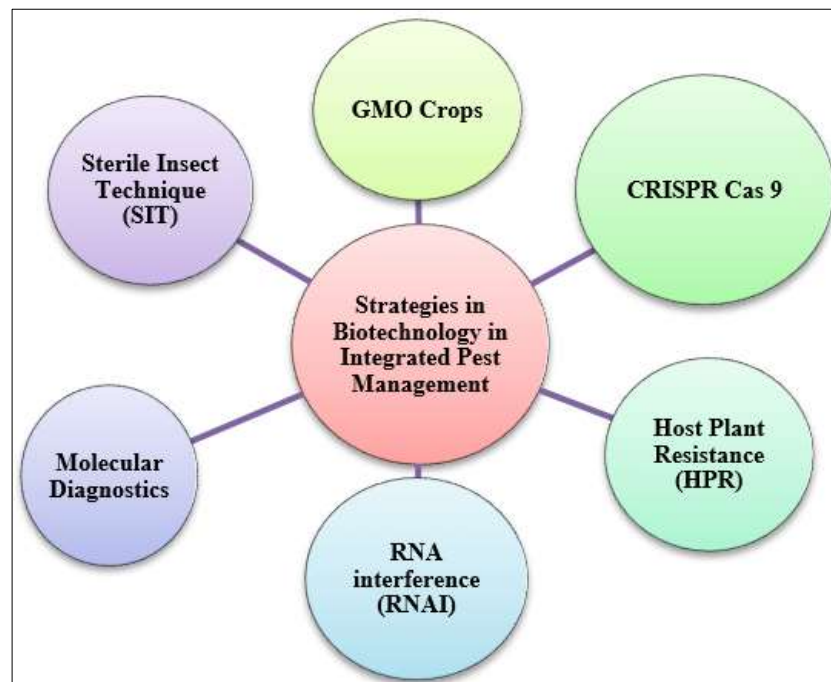 GMO Crops
Sterile Insect
Technique
(SIT)
CRISPR Cas 9
Strategies in
Biotechnology in
Integrated Pest
Management
Host Plant
Resistance
(HPR)
Molecular
Diagnostics
RNA
interference
(RNAI)